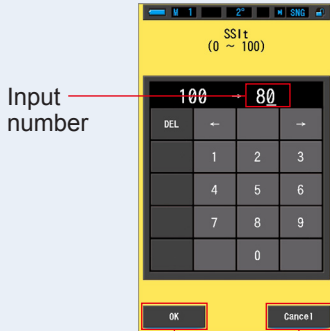 M 1 2° M SNG
SSIt
(0 ~ 100)
Input
number
100 → 80
DEL ← →
1 2 3
4 5 6
7 8 9
0
OK Cancel